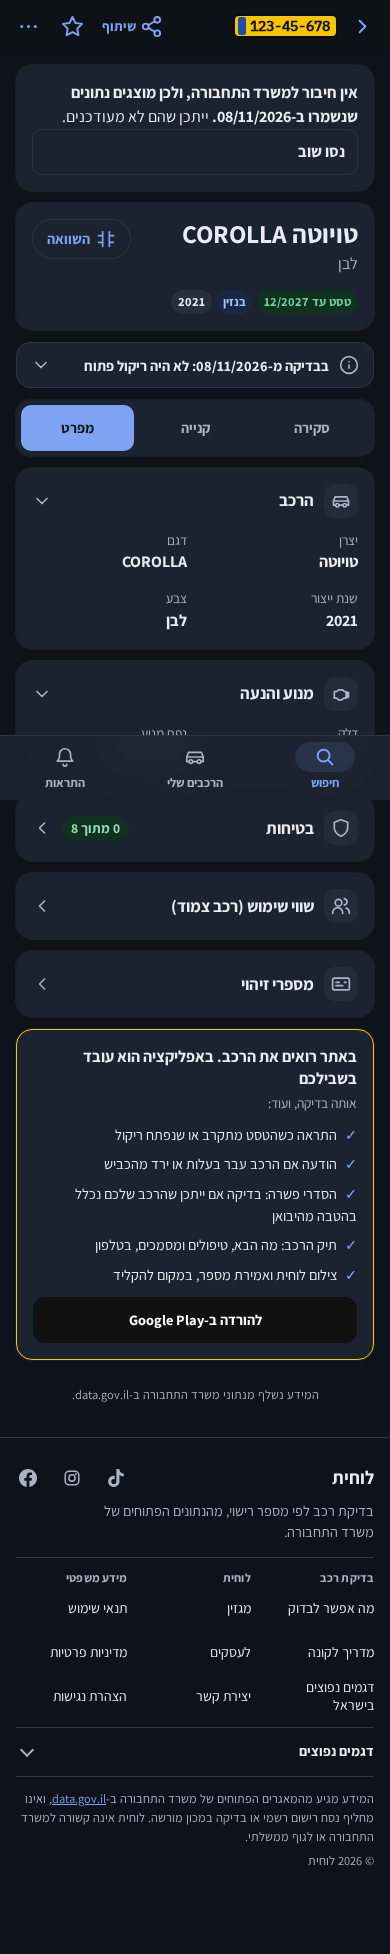 123-45-678
שיתוף
אין חיבור למשרד התחבורה, ולכן מוצגים נתונים
שנשמרו ב-08/11/2026. ייתכן שהם לא מעודכנים.
נסו שוב
טויוטה COROLLA
השוואה
לבן
טסט עד 12/2027
בנזין
2021
בבדיקה מ-08/11/2026: לא היה ריקול פתוח
סקירה
קנייה
מפרט
הרכב
יצרן
דגם
טויוטה
COROLLA
שנת ייצור
צבע
2021
לבן
מנוע והנעה
דלק
נפח מנוע
חיפוש
הרכבים שלי
התראות
בטיחות
0 מתוך 8
שווי שימוש (רכב צמוד)
מספרי זיהוי
באתר רואים את הרכב. באפליקציה הוא עוקב עוד
בשבילכם
אותה בדיקה, ועוד:
✓ התראה כשהטסט מתקרב או שנפתח ריקול
✓ הודעה אם הרכב עבר בעלות או ירד מהכביש
✓ הסדרי פשרה: בדיקה אם ייתכן שהרכב שלכם נכלל
בהטבה מהיבואן
✓ תיק הרכב: מה הבא, טיפולים ומסמכים, בטלפון
✓ צילום לוחית ואמירת מספר, במקום להקליד
להורדה ב-Google Play
המידע נשלף מנתוני משרד התחבורה ב-data.gov.il.
לוחית
בדיקת רכב לפי מספר רישוי, מהנתונים הפתוחים של
משרד התחבורה.
בדיקת רכב
לוחית
מידע משפטי
מה אפשר לבדוק
מגזין
תנאי שימוש
מדריך לקונה
לעסקים
מדיניות פרטיות
דגמים נפוצים
בישראל
יצירת קשר
הצהרת נגישות
דגמים נפוצים
המידע מגיע מהמאגרים הפתוחים של משרד התחבורה ב-data.gov.il, ואינו
מחליף נסח רישום רשמי או בדיקה במכון מורשה. לוחית אינה קשורה למשרד
התחבורה או לגוף ממשלתי.
© 2026 לוחית